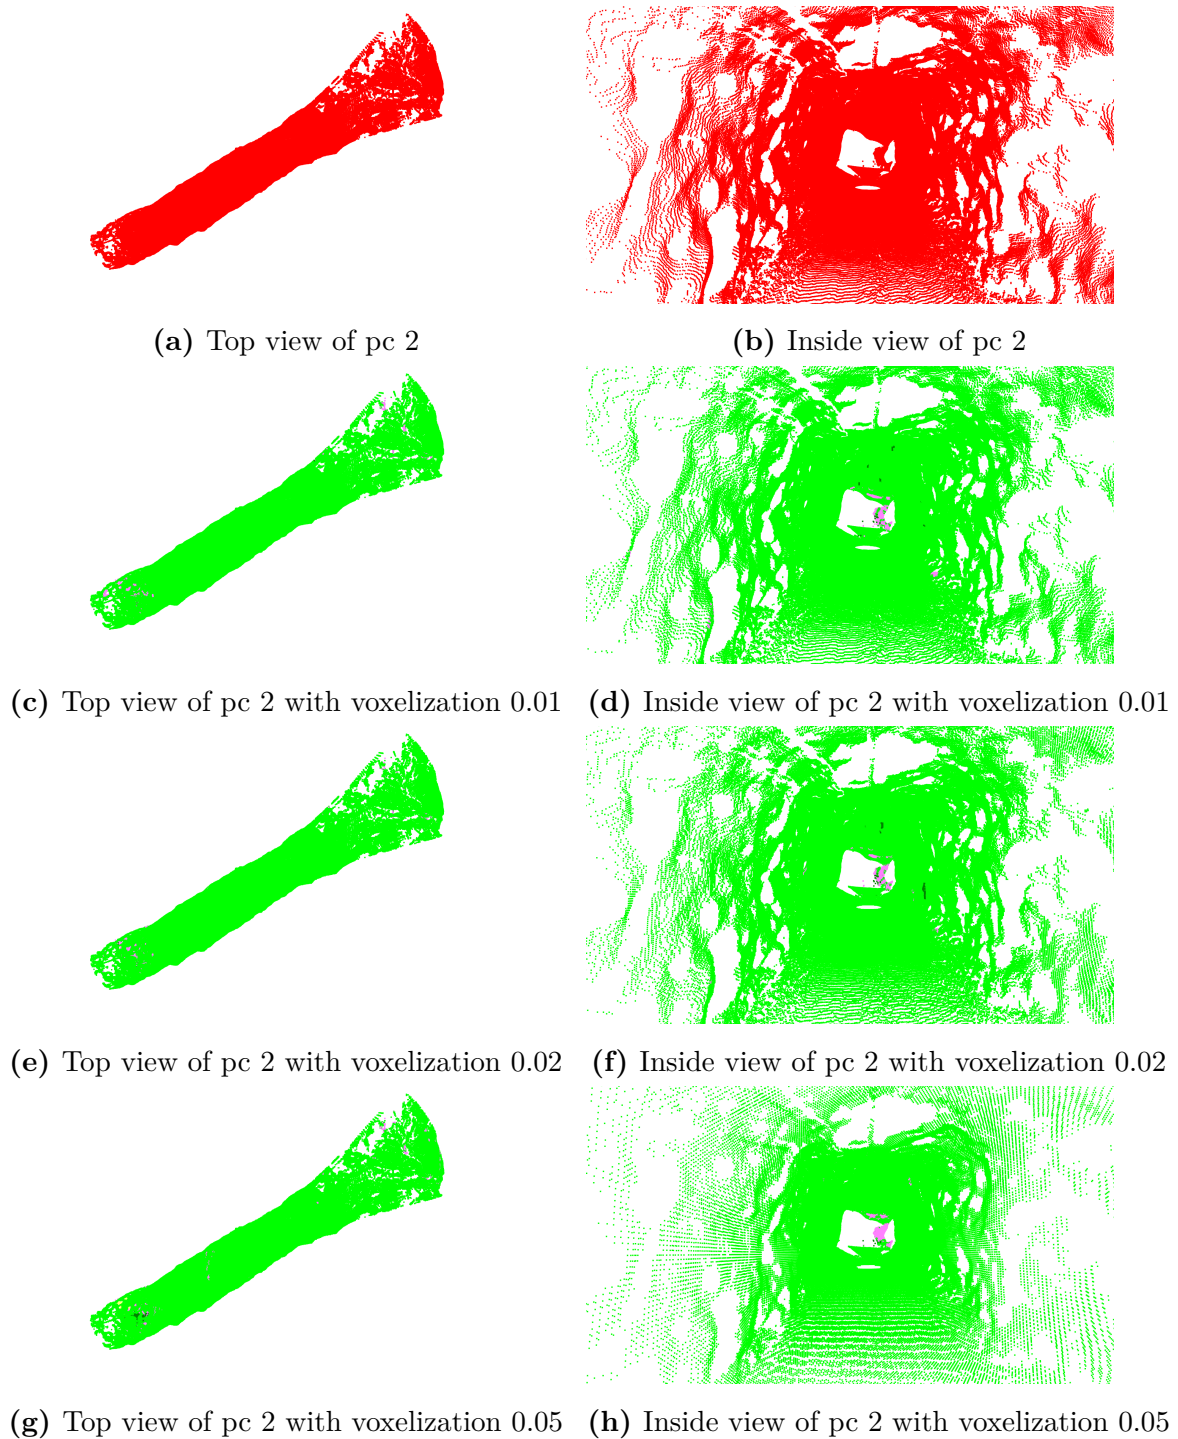 (a) Top view of pc 2
(b) Inside view of pc 2
(c) Top view of pc 2 with voxelization 0.01
(d) Inside view of pc 2 with voxelization 0.01
(e) Top view of pc 2 with voxelization 0.02
(f) Inside view of pc 2 with voxelization 0.02
(g) Top view of pc 2 with voxelization 0.05
(h) Inside view of pc 2 with voxelization 0.05